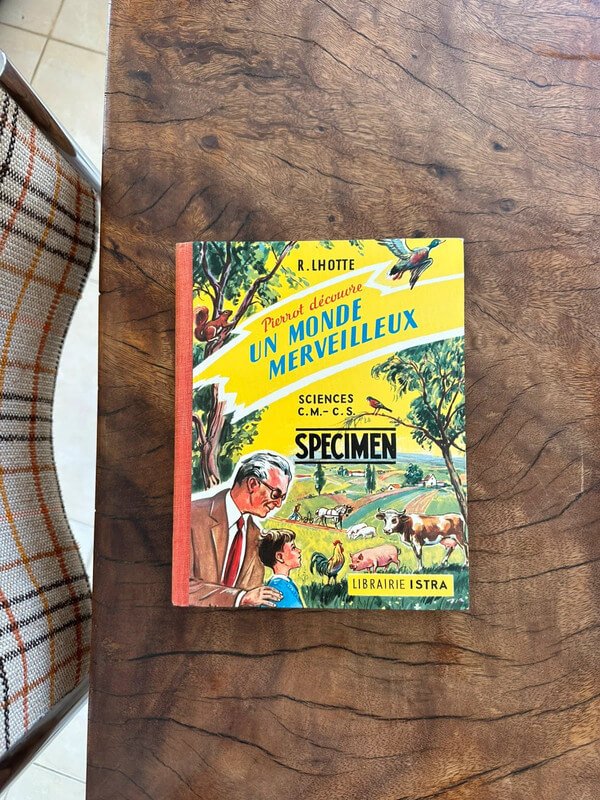 R. LHOTTE
Pierrot découvre
UN MONDE
MERVEILLEUX
SCIENCES
C.M.- C.S.
SPECIMEN
LIBRAIRIE ISTRA